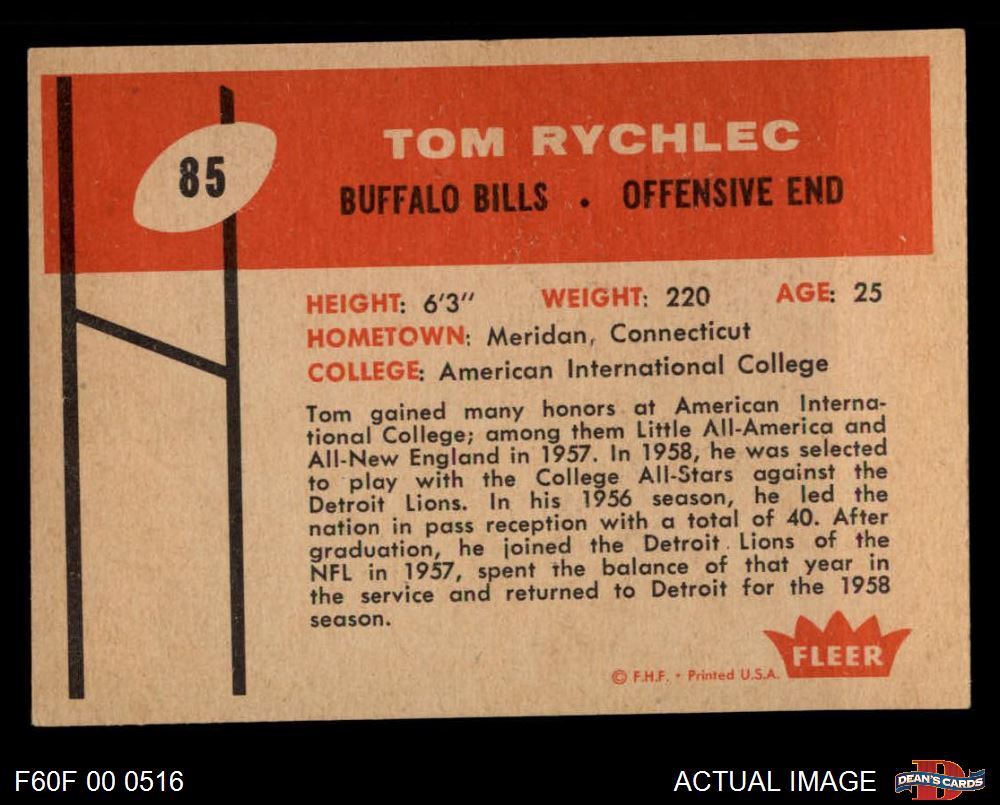 85
TOM RYCHLEC
BUFFALO BILLS • OFFENSIVE END
HEIGHT: 6'3" WEIGHT: 220 AGE: 25
HOMETOWN: Meridan, Connecticut
COLLEGE: American International College
Tom gained many honors at American Interna-
tional College; among them Little All-America and
All-New England in 1957. In 1958, he was selected
to play with the College All-Stars against the
Detroit Lions. In his 1956 season, he led the
nation in pass reception with a total of 40. After
graduation, he joined the Detroit Lions of the
NFL in 1957, spent the balance of that year in
the service and returned to Detroit for the 1958
season.
FLEER
© F.H.F. • Printed U.S.A.
F60F 00 0516
ACTUAL IMAGE
D
DEAN'S CARDS